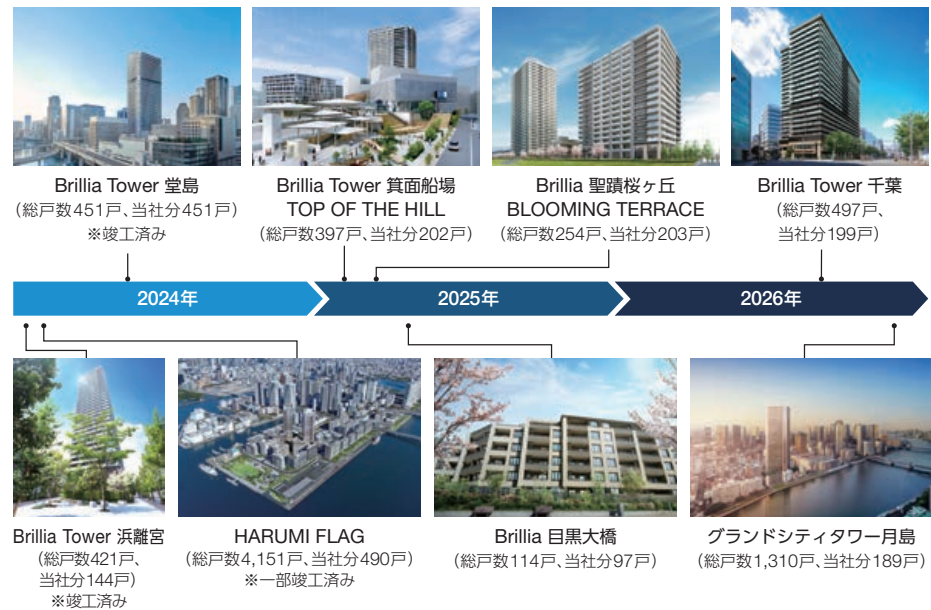 Brillia Tower 堂島
（総戸数451戸、当社分451戸）
※竣工済み
Brillia Tower 箕面船場
TOP OF THE HILL
（総戸数397戸、当社分202戸）
Brillia 聖蹟桜ヶ丘
BLOOMING TERRACE
（総戸数254戸、当社分203戸）
Brillia Tower 千葉
（総戸数497戸、
当社分199戸）
2024年
2025年
2026年
Brillia Tower 浜離宮
（総戸数421戸、
当社分144戸）
※竣工済み
HARUMI FLAG
（総戸数4,151戸、当社分490戸）
※一部竣工済み
Brillia 目黒大橋
（総戸数114戸、当社分97戸）
グランドシティタワー月島
（総戸数1,310戸、当社分189戸）